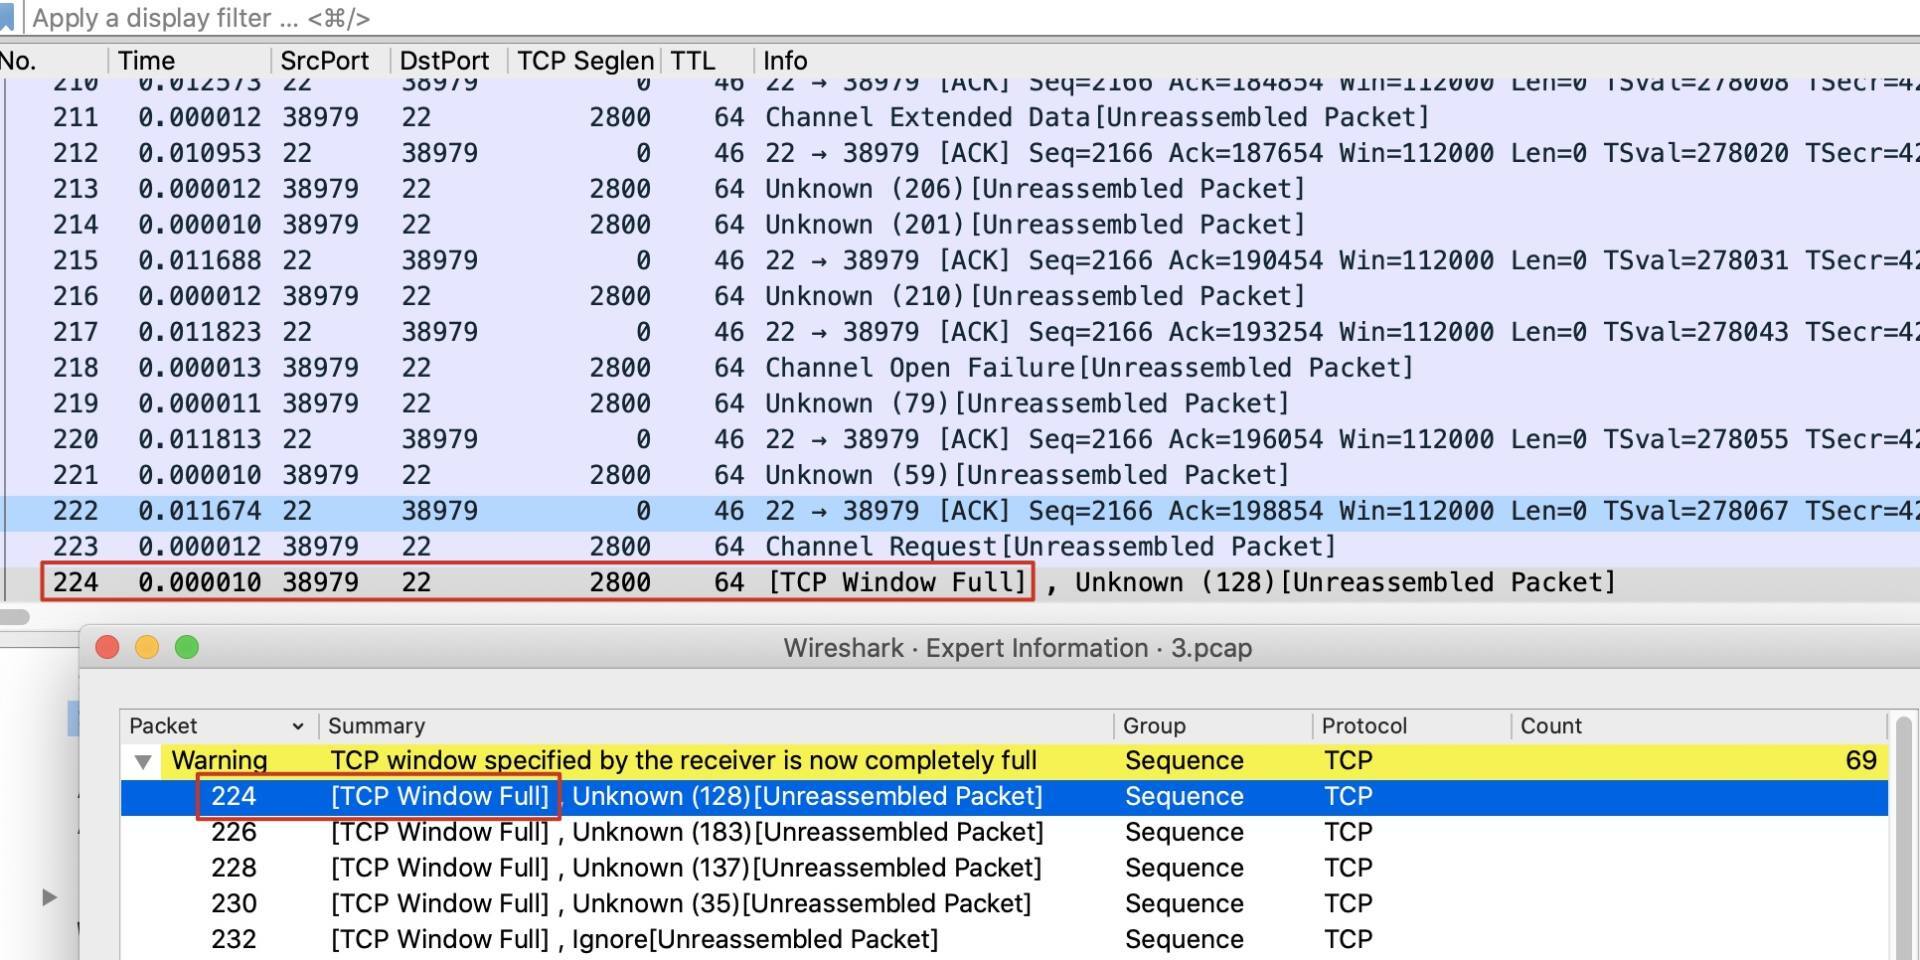 Apply a display filter ... <⌘/>
No. Time SrcPort DstPort TCP Seglen TTL Info
210 0.012573 22 38979 0 46 22 → 38979 [ACK] Seq=2166 Ack=184854 Win=112000 Len=0 TSval=278008 TSecr=42
211 0.000012 38979 22 2800 64 Channel Extended Data[Unreassembled Packet]
212 0.010953 22 38979 0 46 22 → 38979 [ACK] Seq=2166 Ack=187654 Win=112000 Len=0 TSval=278020 TSecr=42
213 0.000012 38979 22 2800 64 Unknown (206)[Unreassembled Packet]
214 0.000010 38979 22 2800 64 Unknown (201)[Unreassembled Packet]
215 0.011688 22 38979 0 46 22 → 38979 [ACK] Seq=2166 Ack=190454 Win=112000 Len=0 TSval=278031 TSecr=42
216 0.000012 38979 22 2800 64 Unknown (210)[Unreassembled Packet]
217 0.011823 22 38979 0 46 22 → 38979 [ACK] Seq=2166 Ack=193254 Win=112000 Len=0 TSval=278043 TSecr=42
218 0.000013 38979 22 2800 64 Channel Open Failure[Unreassembled Packet]
219 0.000011 38979 22 2800 64 Unknown (79)[Unreassembled Packet]
220 0.011813 22 38979 0 46 22 → 38979 [ACK] Seq=2166 Ack=196054 Win=112000 Len=0 TSval=278055 TSecr=42
221 0.000010 38979 22 2800 64 Unknown (59)[Unreassembled Packet]
222 0.011674 22 38979 0 46 22 → 38979 [ACK] Seq=2166 Ack=198854 Win=112000 Len=0 TSval=278067 TSecr=42
223 0.000012 38979 22 2800 64 Channel Request[Unreassembled Packet]
224 0.000010 38979 22 2800 64 [TCP Window Full] , Unknown (128)[Unreassembled Packet]
Wireshark · Expert Information · 3.pcap
Packet Summary Group Protocol Count
Warning TCP window specified by the receiver is now completely full Sequence TCP 69
224 [TCP Window Full] , Unknown (128)[Unreassembled Packet] Sequence TCP
226 [TCP Window Full] , Unknown (183)[Unreassembled Packet] Sequence TCP
228 [TCP Window Full] , Unknown (137)[Unreassembled Packet] Sequence TCP
230 [TCP Window Full] , Unknown (35)[Unreassembled Packet] Sequence TCP
232 [TCP Window Full] , Ignore[Unreassembled Packet] Sequence TCP